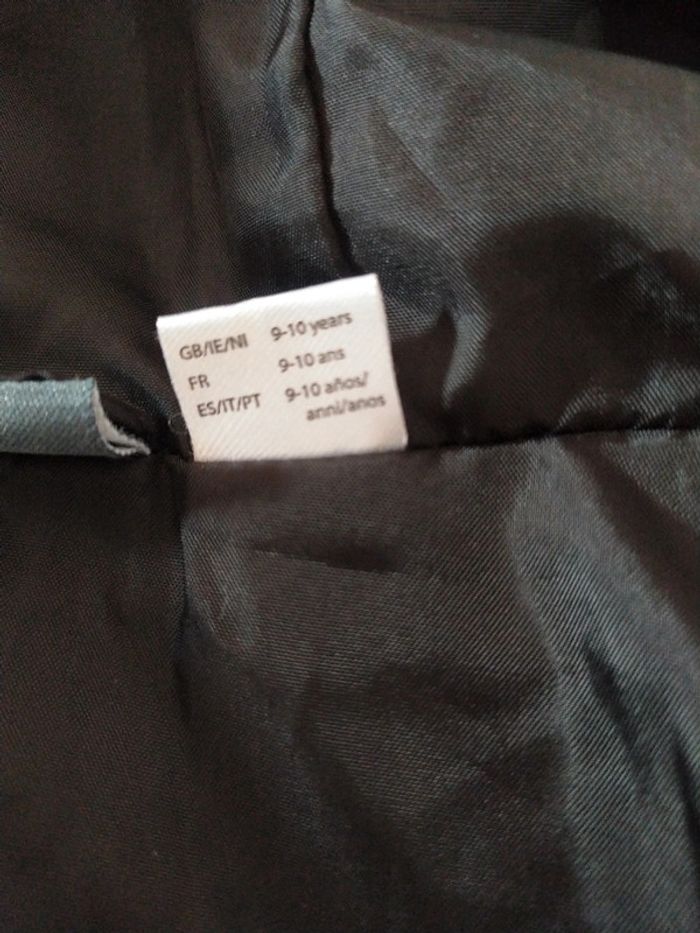 GB/IE/NI 9-10 years
FR 9-10 ans
ES/IT/PT 9-10 años/
anni/anos